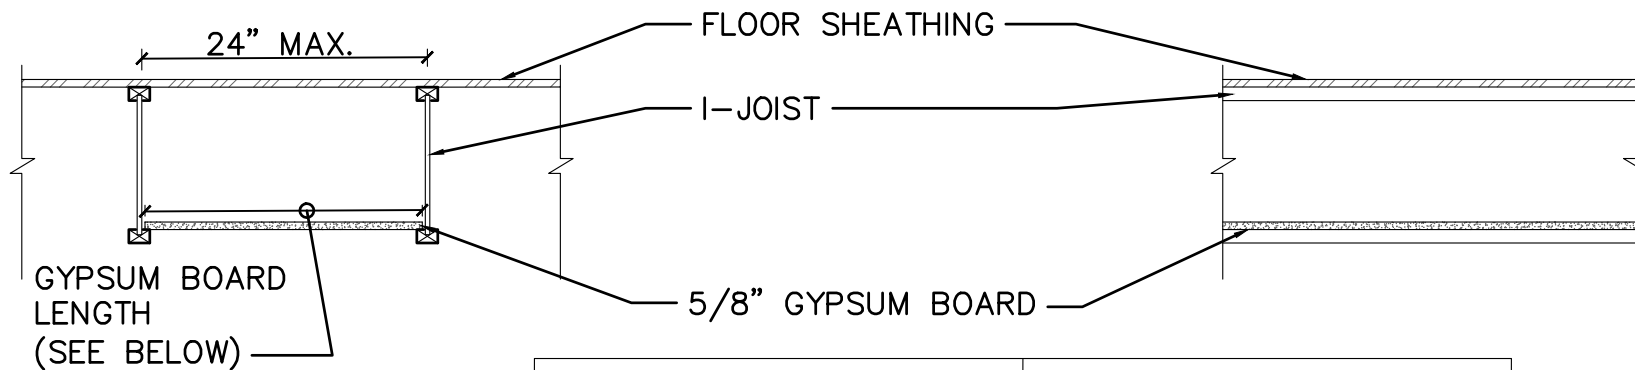 FLOOR SHEATHING
24” MAX.
I-JOIST
GYPSUM BOARD
LENGTH
(SEE BELOW)
5/8” GYPSUM BOARD